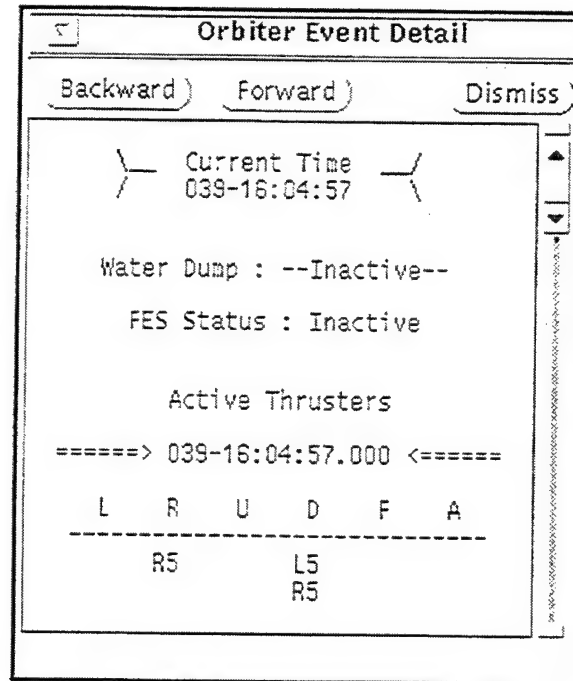 Orbiter Event Detail
Backward Forward Dismiss
Current Time
039-16:04:57
Water Dump : --Inactive--
FES Status : Inactive
Active Thrusters
======> 039-16:04:57.000 <======
L R U D F A
R5 L5
R5